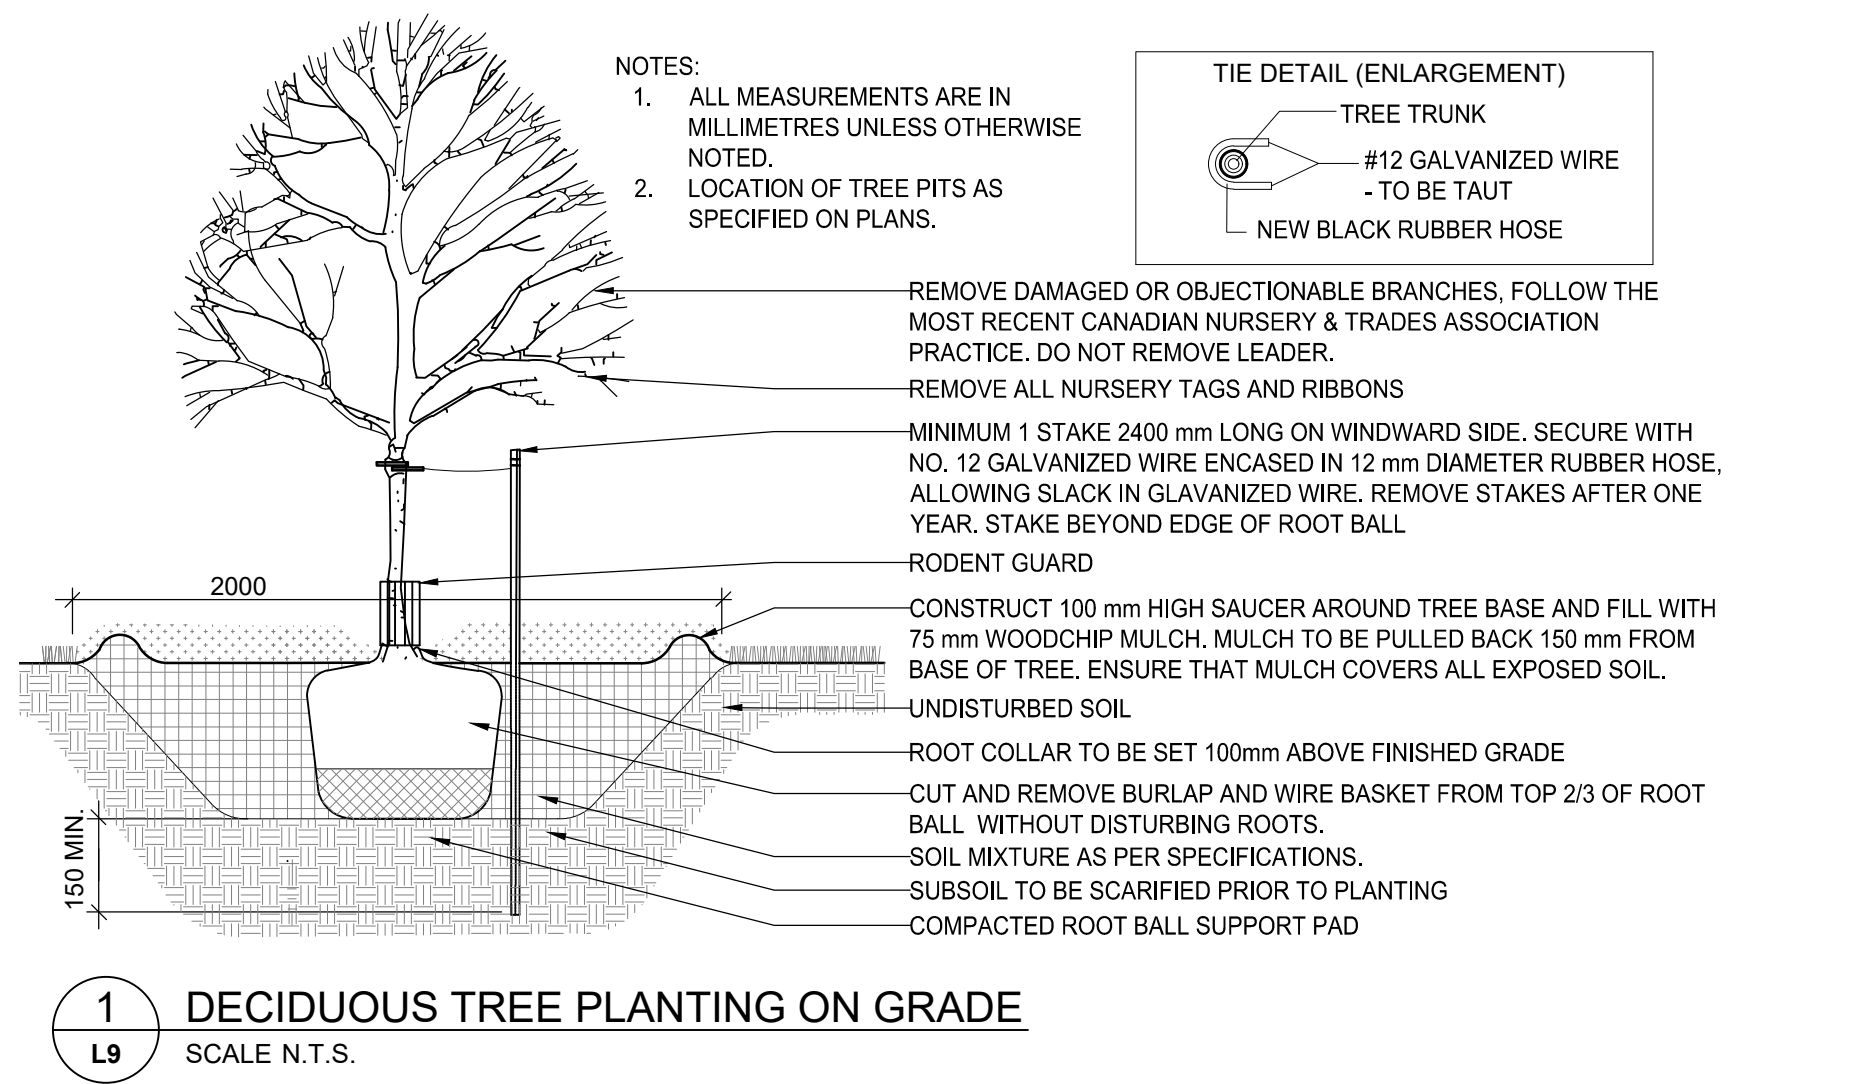 NOTES:
1. ALL MEASUREMENTS ARE IN
MILLIMETRES UNLESS OTHERWISE
NOTED.
2. LOCATION OF TREE PITS AS
SPECIFIED ON PLANS.
TIE DETAIL (ENLARGEMENT)
TREE TRUNK
#12 GALVANIZED WIRE
- TO BE TAUT
NEW BLACK RUBBER HOSE
REMOVE DAMAGED OR OBJECTIONABLE BRANCHES, FOLLOW THE
MOST RECENT CANADIAN NURSERY & TRADES ASSOCIATION
PRACTICE. DO NOT REMOVE LEADER.
REMOVE ALL NURSERY TAGS AND RIBBONS
MINIMUM 1 STAKE 2400 mm LONG ON WINDWARD SIDE. SECURE WITH
NO. 12 GALVANIZED WIRE ENCASED IN 12 mm DIAMETER RUBBER HOSE,
ALLOWING SLACK IN GLAVANIZED WIRE. REMOVE STAKES AFTER ONE
YEAR. STAKE BEYOND EDGE OF ROOT BALL
RODENT GUARD
2000
CONSTRUCT 100 mm HIGH SAUCER AROUND TREE BASE AND FILL WITH
75 mm WOODCHIP MULCH. MULCH TO BE PULLED BACK 150 mm FROM
BASE OF TREE. ENSURE THAT MULCH COVERS ALL EXPOSED SOIL.
UNDISTURBED SOIL
ROOT COLLAR TO BE SET 100mm ABOVE FINISHED GRADE
CUT AND REMOVE BURLAP AND WIRE BASKET FROM TOP 2/3 OF ROOT
BALL WITHOUT DISTURBING ROOTS.
SOIL MIXTURE AS PER SPECIFICATIONS.
SUBSOIL TO BE SCARIFIED PRIOR TO PLANTING
COMPACTED ROOT BALL SUPPORT PAD
150 MIN.
1
L9
DECIDUOUS TREE PLANTING ON GRADE
SCALE N.T.S.